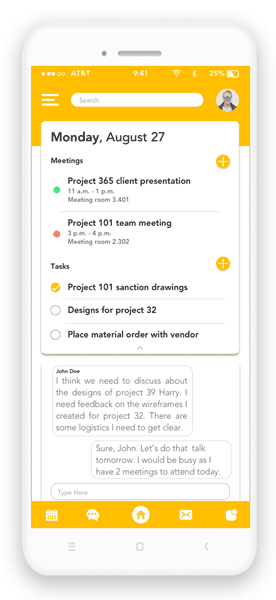 AT&T 9:41 25%
Search
Monday, August 27
Meetings
Project 365 client presentation
11 a.m. - 1 p.m.
Meeting room 3.401
Project 101 team meeting
3 p.m. - 4 p.m.
Meeting room 2.302
Tasks
Project 101 sanction drawings
Designs for project 32
Place material order with vendor
John Doe
I think we need to discuss about
the designs of project 39 Harry. I
need feedback on the wireframes I
created for project 32. There are
some logistics I need to get clear.
Sure, John. Let's do that talk
tomorrow. I would be busy as I
have 2 meetings to attend today.
Type Here